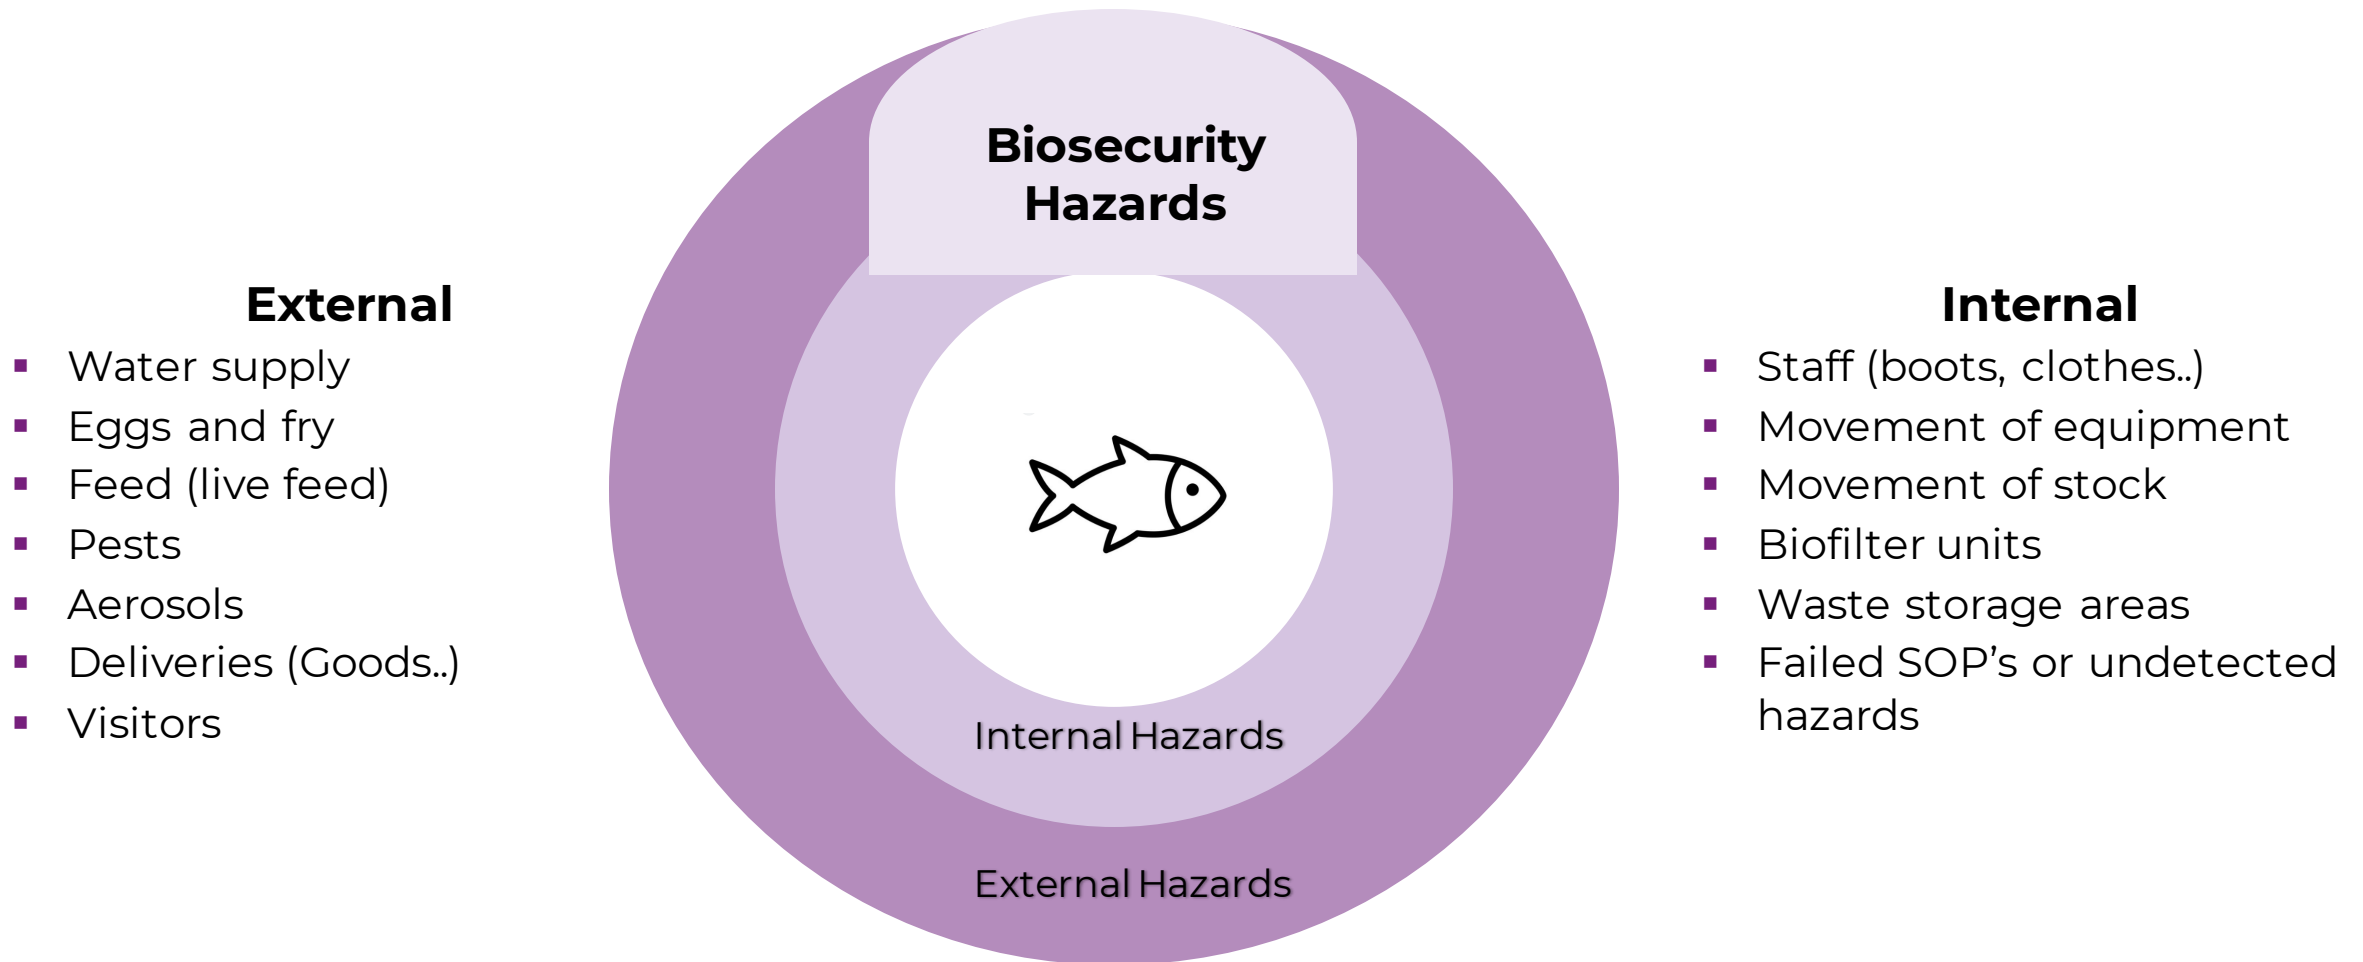 Biosecurity
Hazards
External
Water supply
Eggs and fry
Feed (live feed)
Pests
Aerosols
Deliveries (Goods..)
Visitors
Internal Hazards
External Hazards
Internal
Staff (boots, clothes..)
Movement of equipment
Movement of stock
Biofilter units
Waste storage areas
Failed SOP’s or undetected
hazards